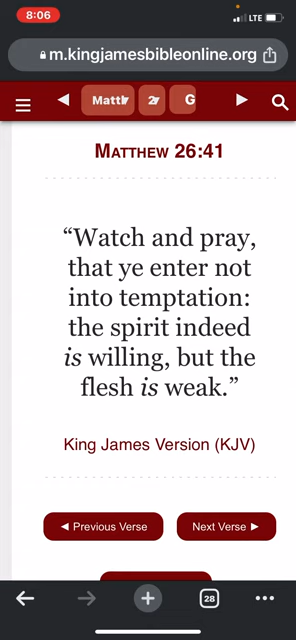 8:06
LTE
m.kingjamesbibleonline.org
G
MATTHEW 26:41
“Watch and pray,
that ye enter not
into temptation:
the spirit indeed
is willing, but the
flesh is weak.”
King James Version (KJV)
◄ Previous Verse
Next Verse ►
28